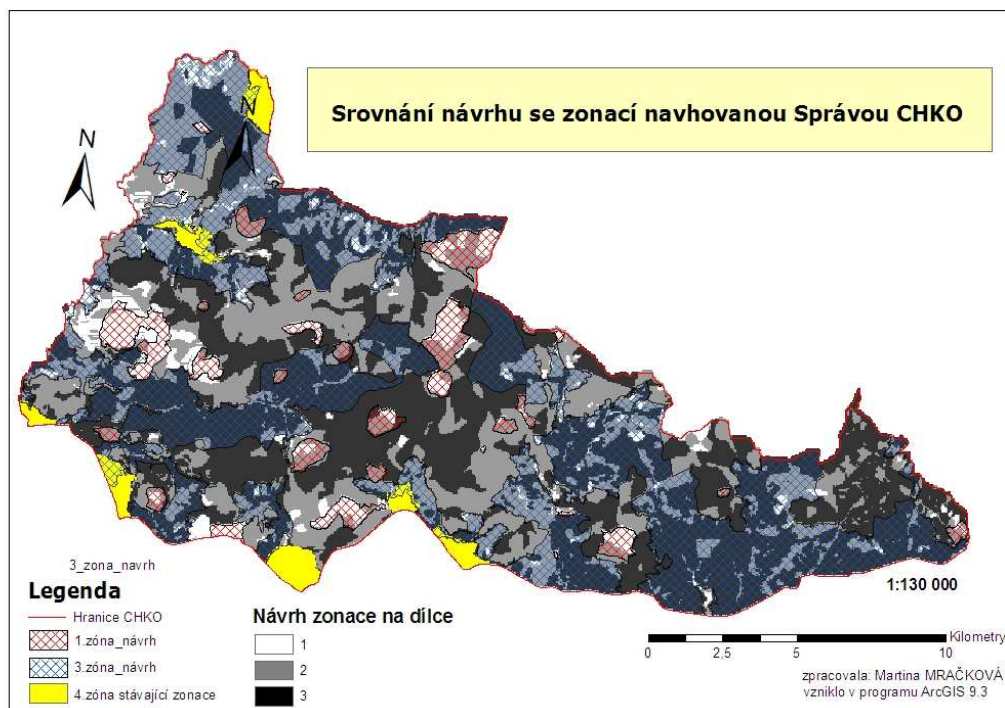 Srovnání návrhu se zonací navhovanou Správou CHKO
N
N
3_zona_navrh
Legenda
Hranice CHKO
1.zóna_návrh
3.zóna_návrh
4.zóna stávající zonace
Návrh zonace na dílce
1
2
3
1:130 000
Kilometry
0 2,5 5 10
zpracovala: Martina MRAČKOVÁ
vzniklo v programu ArcGIS 9.3